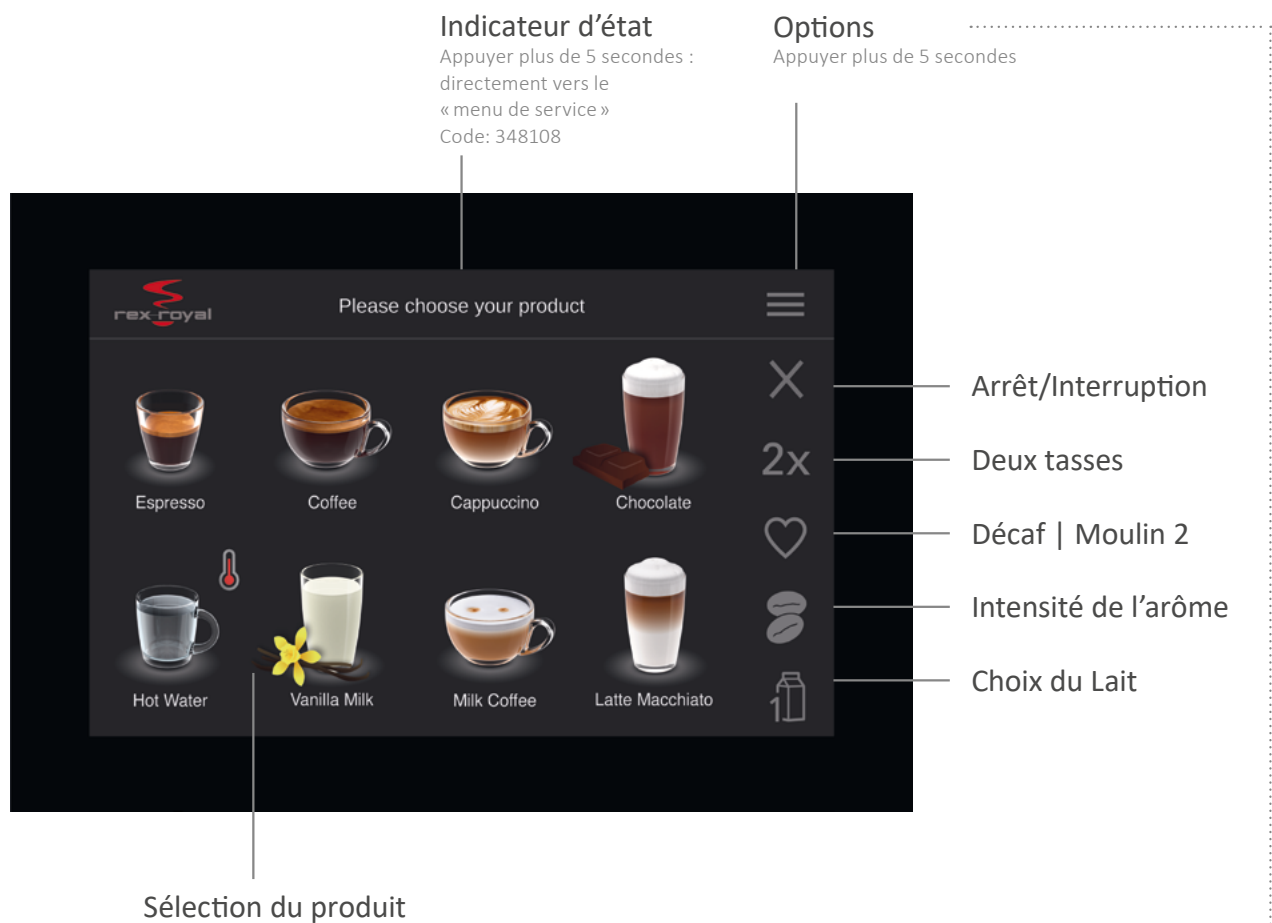 Indicateur d’état
Appuyer plus de 5 secondes :
directement vers le
« menu de service »
Code: 348108
Options
Appuyer plus de 5 secondes
rex-royal
Please choose your product
Arrêt/Interruption
2x
Deux tasses
Espresso
Coffee
Cappuccino
Chocolate
Décaf | Moulin 2
Intensité de l’arôme
1
Choix du Lait
Hot Water
Vanilla Milk
Milk Coffee
Latte Macchiato
Sélection du produit